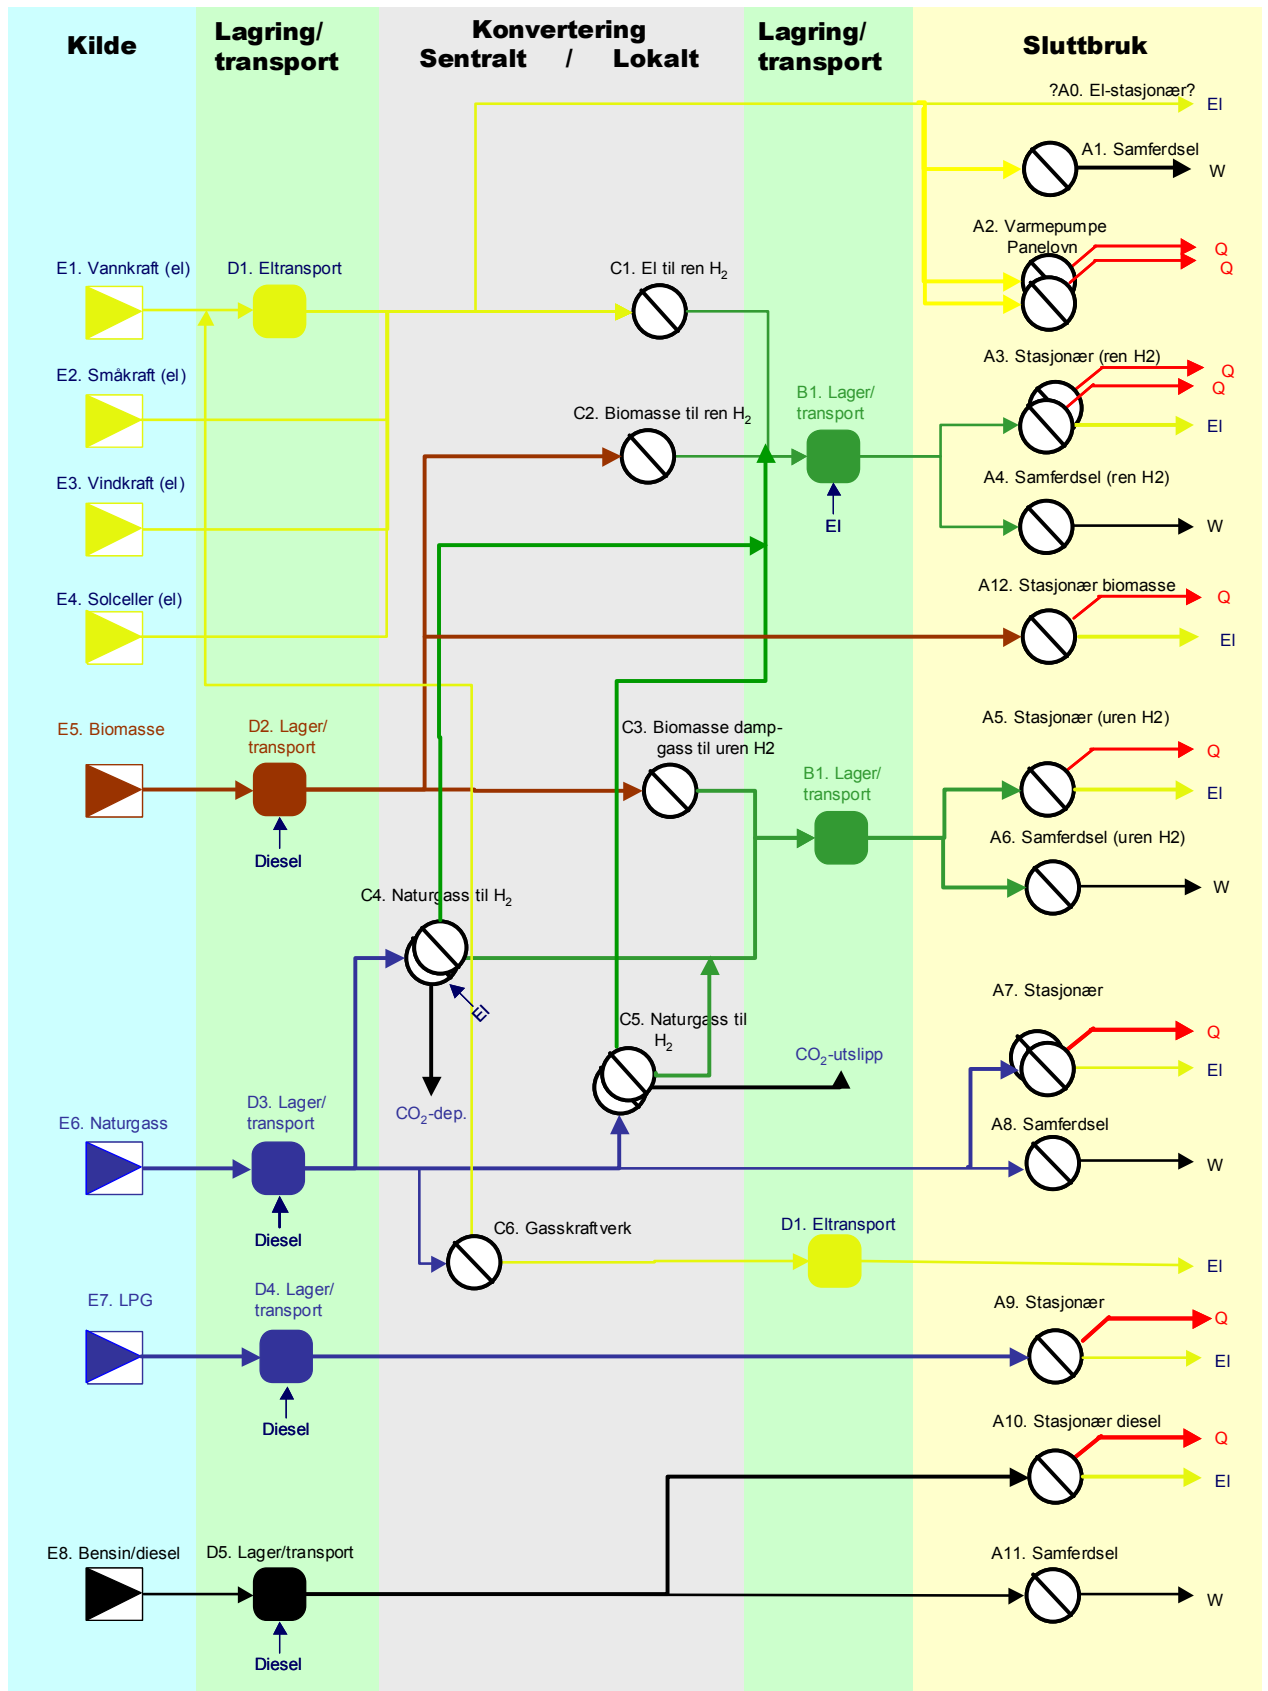 Kilde
Lagring/
transport
Konvertering
Sentralt / Lokalt
Lagring/
transport
Sluttbruk
?A0. El-stasjonær?
El
A1. Samferdsel
W
A2. Varmepumpe
Panelovn
Q
Q
E1. Vannkraft (el)
D1. Eltransport
C1. El til ren H2
E2. Småkraft (el)
A3. Stasjonær (ren H2)
Q
Q
El
C2. Biomasse til ren H2
B1. Lager/
transport
El
E3. Vindkraft (el)
A4. Samferdsel (ren H2)
W
E4. Solceller (el)
A12. Stasjonær biomasse
Q
El
E5. Biomasse
D2. Lager/
transport
Diesel
C3. Biomasse damp-
gass til uren H2
B1. Lager/
transport
A5. Stasjonær (uren H2)
Q
El
A6. Samferdsel (uren H2)
W
C4. Naturgass til H2
El
CO2-dep.
C5. Naturgass til
H2
CO2-utslipp
A7. Stasjonær
Q
El
E6. Naturgass
D3. Lager/
transport
Diesel
A8. Samferdsel
W
C6. Gasskraftverk
D1. Eltransport
El
E7. LPG
D4. Lager/
transport
Diesel
A9. Stasjonær
Q
El
A10. Stasjonær diesel
Q
El
E8. Bensin/diesel
D5. Lager/transport
Diesel
A11. Samferdsel
W